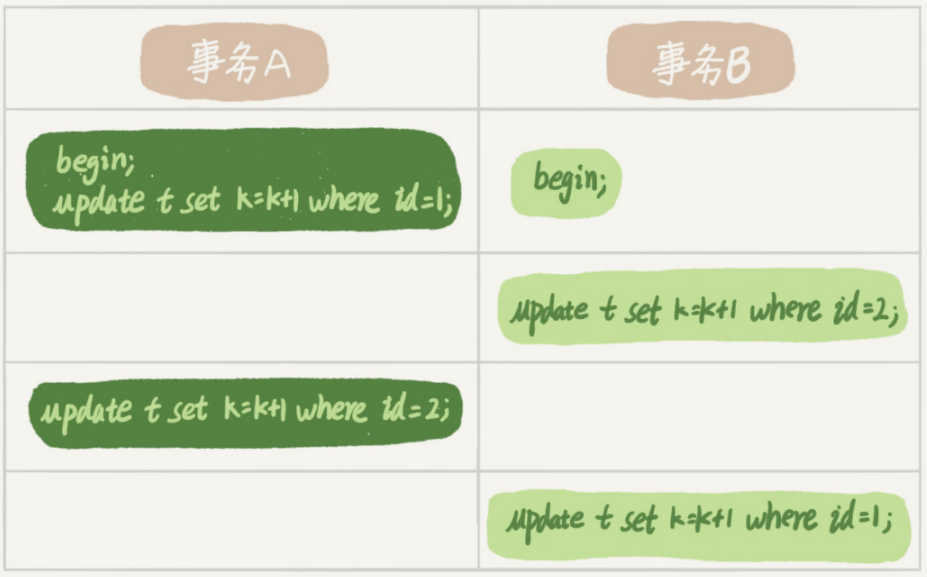 事务A
事务B
begin;
update t set k=k+1 where id=1;
begin;
update t set k=k+1 where id=2;
update t set k=k+1 where id=2;
update t set k=k+1 where id=1;